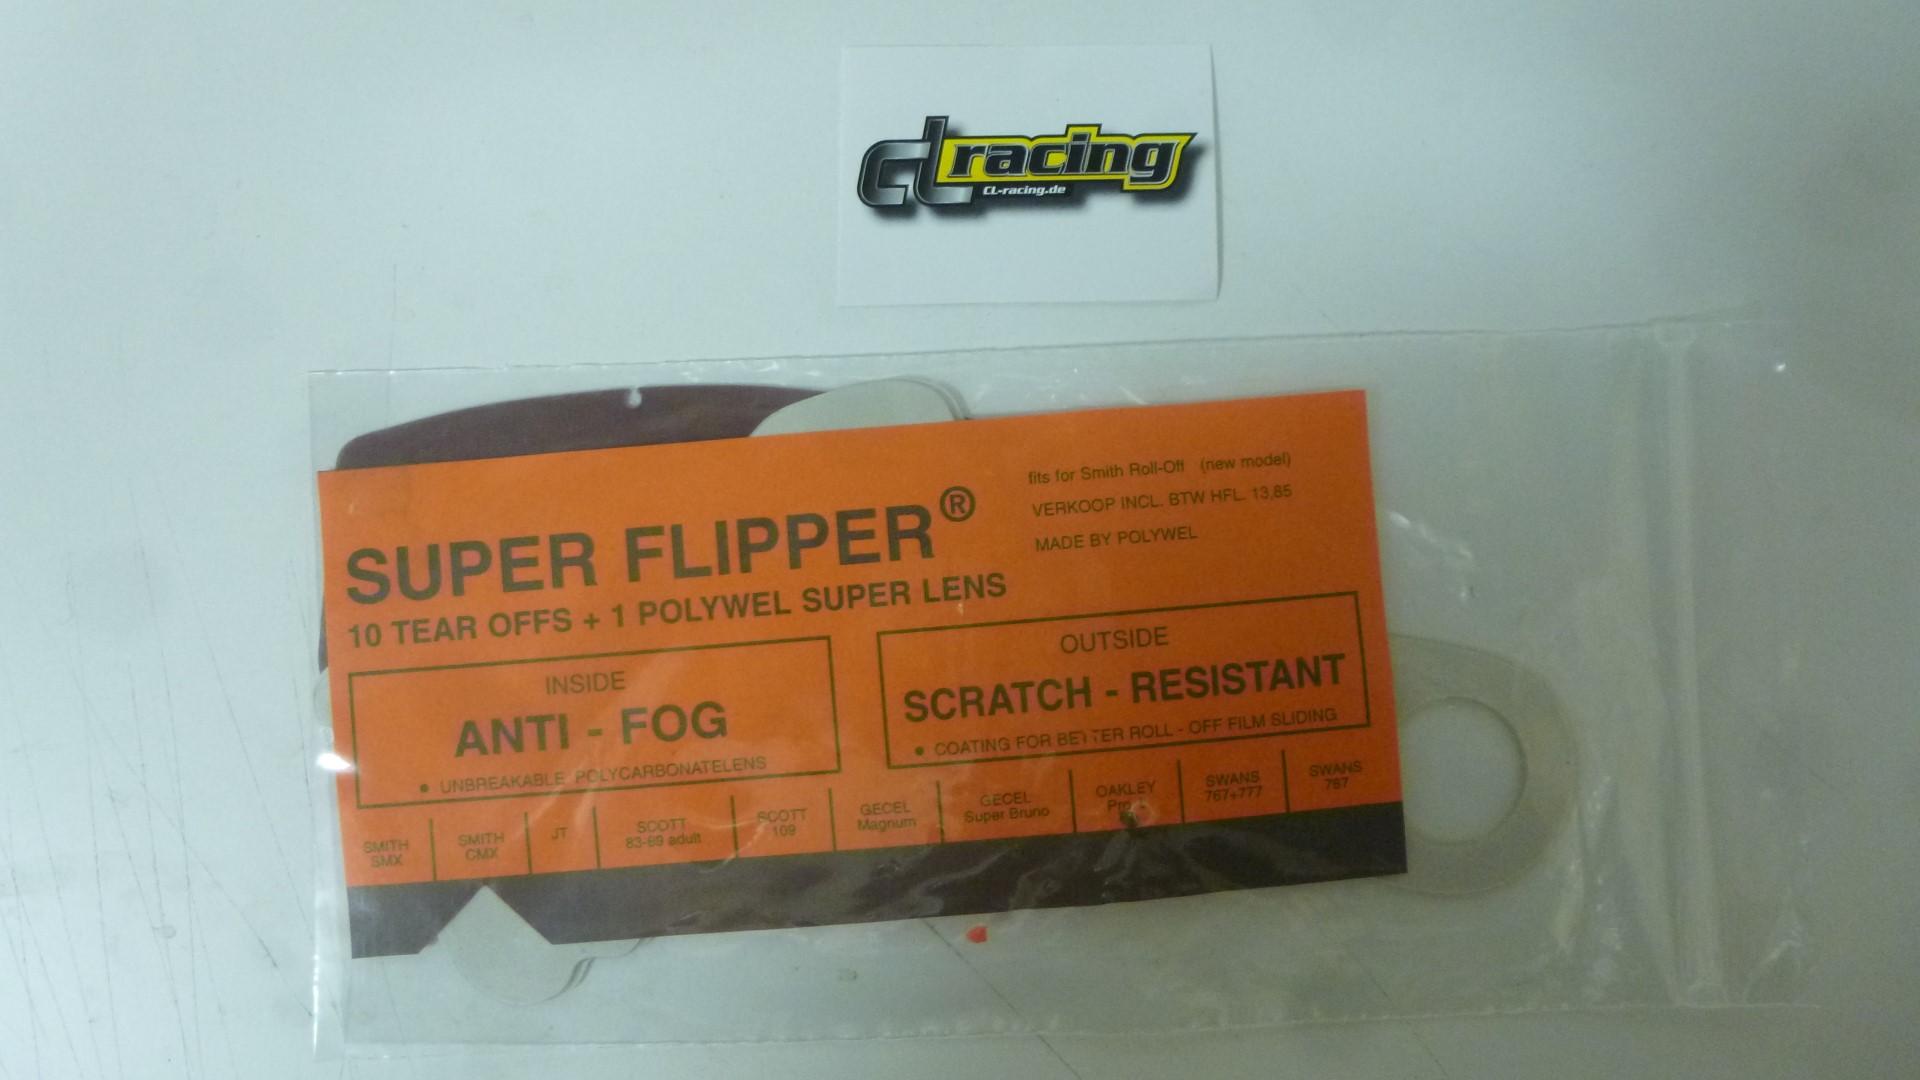 CL racing
CL-racing.de
fits for Smith Roll-Off (new model)
VERKOOP INCL. BTW HFL. 13,85
MADE BY POLYWEL
SUPER FLIPPER®
10 TEAR OFFS + 1 POLYWEL SUPER LENS
INSIDE
ANTI - FOG
• UNBREAKABLE POLYCARBONATELENS
OUTSIDE
SCRATCH - RESISTANT
• COATING FOR BETTER ROLL - OFF FILM SLIDING
SMITH
SMX
SMITH
CMX
JT
SCOTT
83-89 adult
SCOTT
109
GECEL
Magnum
GECEL
Super Bruno
OAKLEY
SWANS
767+777
SWANS
787